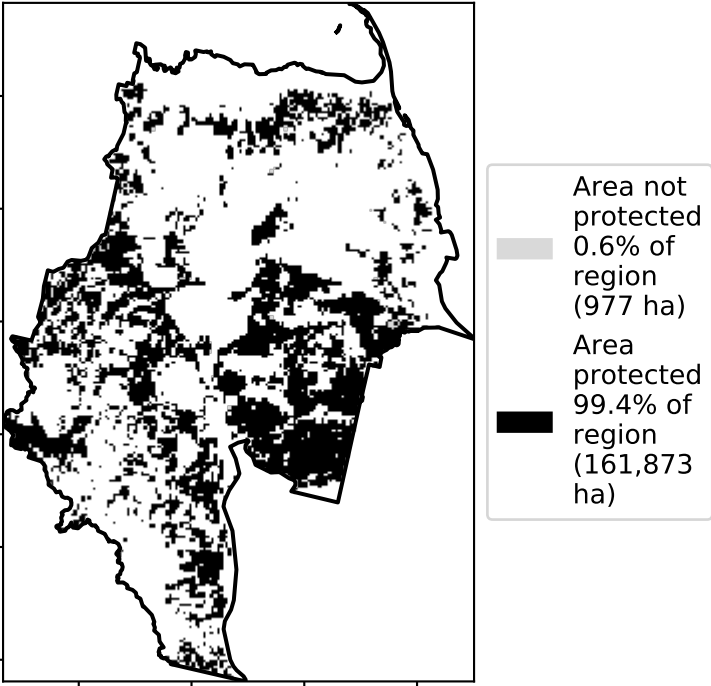 Area not
protected
0.6% of
region
(977 ha)
Area
protected
99.4% of
region
(161,873
ha)